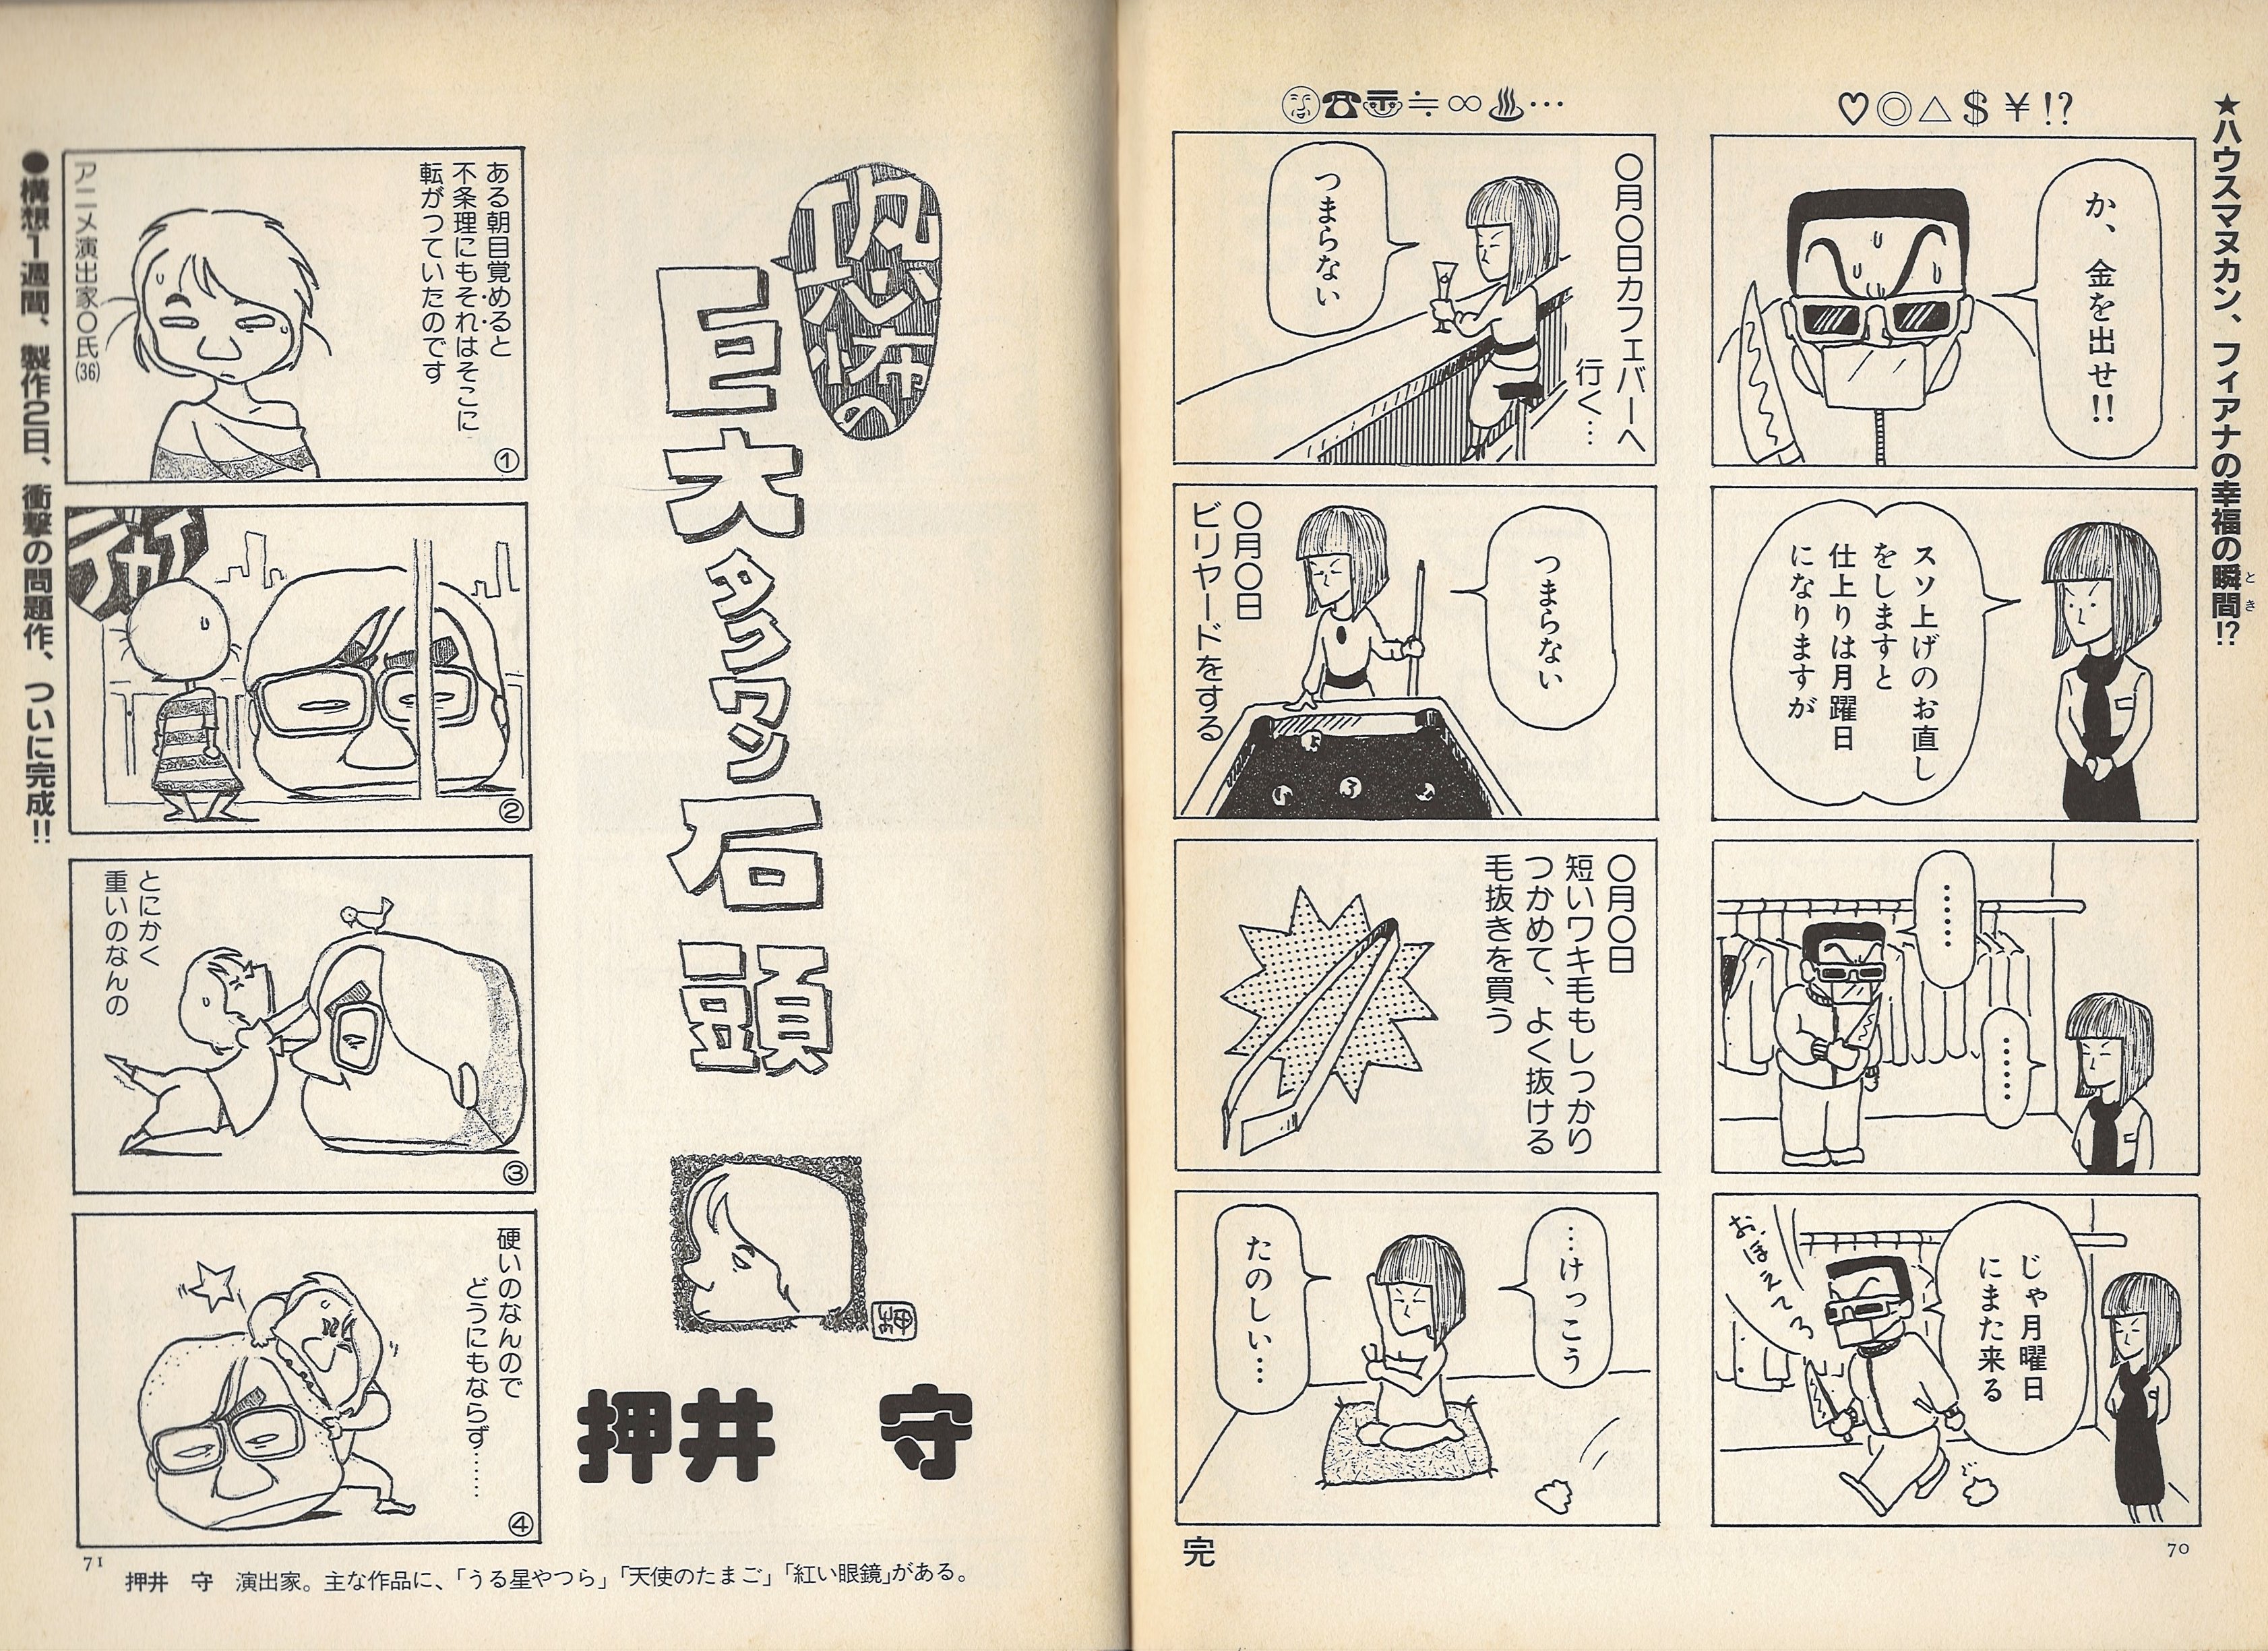 ★ハウスマヌカン、フィアナの幸福の瞬間!?
とき
♡◎△$¥!?
か、金を出せ!!
スソ上げのお直し
をしますと
仕上りは月曜日
になりますが
……
……
じゃ月曜日
にまた来る
おぼえてろ
70
≒∞♨…
〇月〇日カフェバーへ
行く…
つまらない
つまらない
〇月〇日
ビリヤードをする
〇月〇日
短いワキ毛もしっかり
つかめて、よく抜ける
毛抜きを買う
…けっこう
たのしい…
完
恐怖の
巨大タクワン石頭
押
押井 守
ある朝目覚めると
不条理にもそれはそこに
転がっていたのです
アニメ演出家O氏(36)
①
デカイ
②
とにかく
重いのなんの
③
硬いのなんので
どうにもならず……
④
●構想1週間、製作2日、衝撃の問題作、ついに完成!!
71
押井 守 演出家。主な作品に、「うる星やつら」「天使のたまご」「紅い眼鏡」がある。